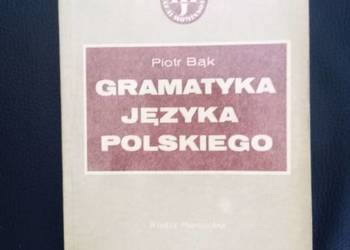 Piotr Bąk
GRAMATYKA
JĘZYKA
POLSKIEGO